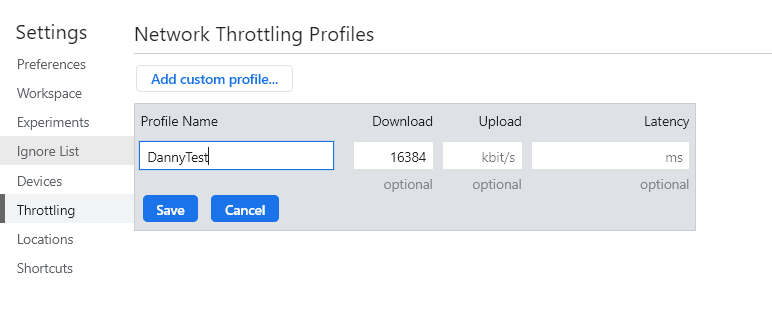 Settings
Preferences
Workspace
Experiments
Ignore List
Devices
Throttling
Locations
Shortcuts
Network Throttling Profiles
Add custom profile...
Profile Name Download Upload Latency
DannyTest 16384 kbit/s ms
optional optional optional
Save Cancel